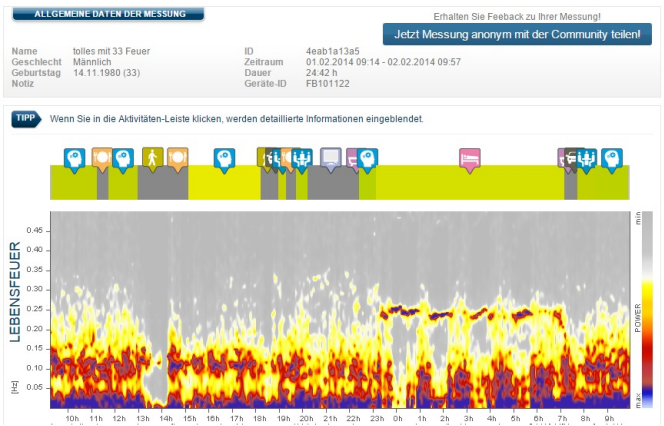 ALLGEMEINE DATEN DER MESSUNG
Erhalten Sie Feeback zu Ihrer Messung!
Jetzt Messung anonym mit der Community teilen!
Name tolles mit 33 Feuer ID 4eab1a13a5
Geschlecht Männlich Zeitraum 01.02.2014 09:14 - 02.02.2014 09:57
Geburtstag 14.11.1980 (33) Dauer 24:42 h
Notiz Geräte-ID FB101122
TIPP Wenn Sie in die Aktivitäten-Leiste klicken, werden detaillierte Informationen eingeblendet.
LEBENSFEUER
[Hz]
0.45
0.40
0.35
0.30
0.25
0.20
0.15
0.10
0.05
min
POWER
max
10h 11h 12h 13h 14h 15h 16h 17h 18h 19h 20h 21h 22h 23h 0h 1h 2h 3h 4h 5h 6h 7h 8h 9h